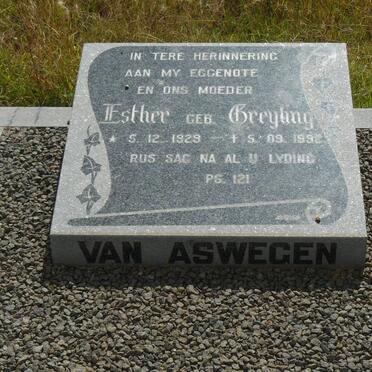 IN TERE HERINNERING
AAN MY EGGENOTE
EN ONS MOEDER
Esther GEB. Greyling
* 5. 12. 1929 - † 5. 09. 1992
RUS SAG NA AL U LYDING
PS. 121
VAN ASWEGEN